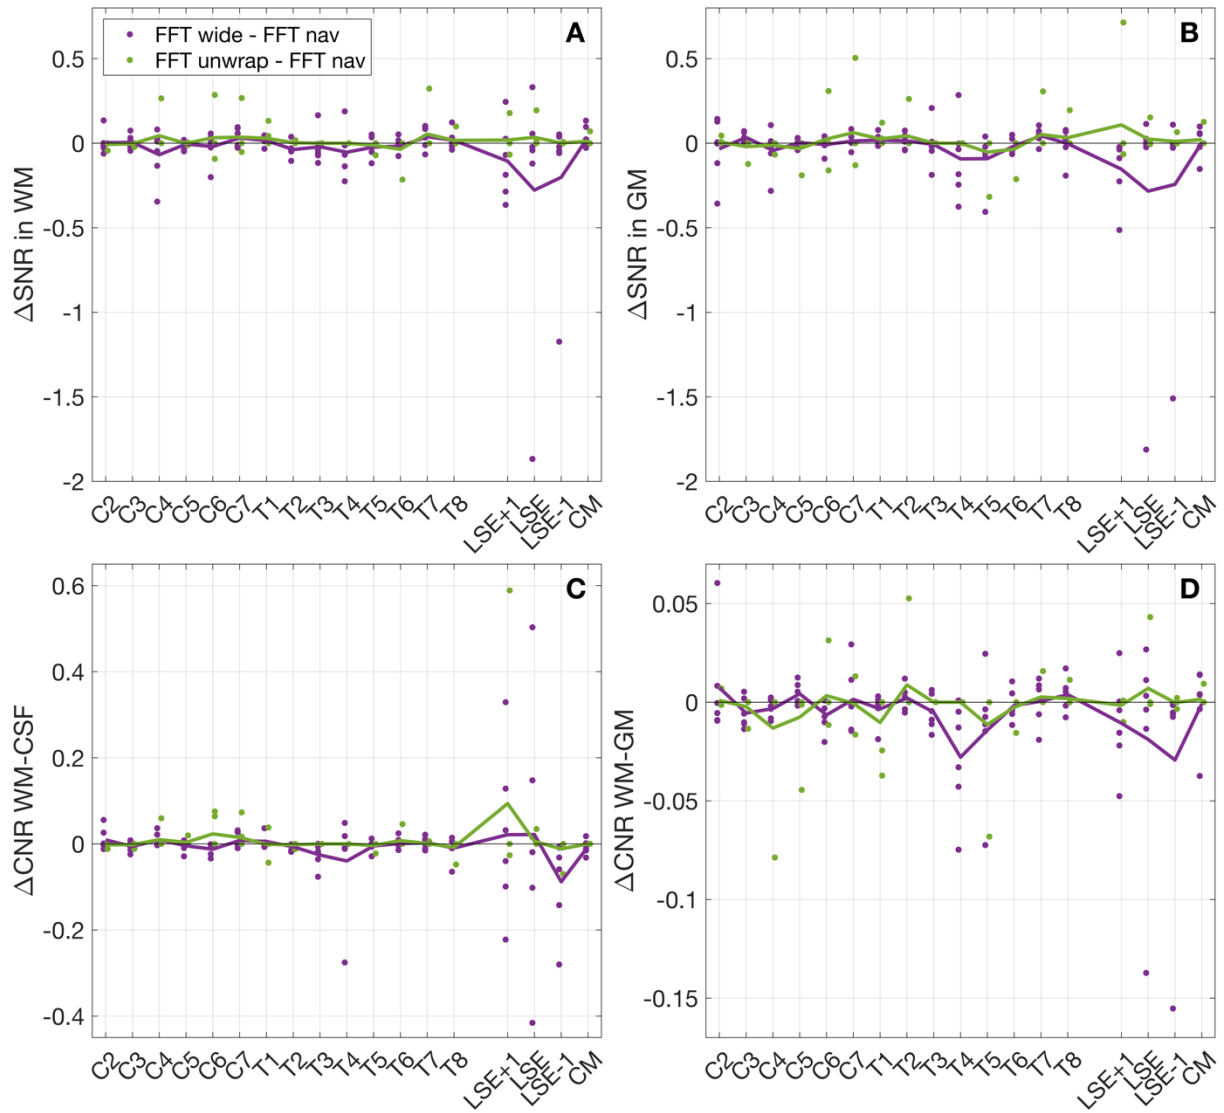 FFT wide - FFT nav
FFT unwrap - FFT nav
A
0.5
0
-0.5
-1
-1.5
-2
ΔSNR in WM
C2 C3 C4 C5 C6 C7 T1 T2 T3 T4 T5 T6 T7 T8 LSE+1 LSE LSE-1 CM
B
0.5
0
-0.5
-1
-1.5
-2
ΔSNR in GM
C2 C3 C4 C5 C6 C7 T1 T2 T3 T4 T5 T6 T7 T8 LSE+1 LSE LSE-1 CM
C
0.6
0.4
0.2
0
-0.2
-0.4
ΔCNR WM-CSF
C2 C3 C4 C5 C6 C7 T1 T2 T3 T4 T5 T6 T7 T8 LSE+1 LSE LSE-1 CM
D
0.05
0
-0.05
-0.1
-0.15
ΔCNR WM-GM
C2 C3 C4 C5 C6 C7 T1 T2 T3 T4 T5 T6 T7 T8 LSE+1 LSE LSE-1 CM